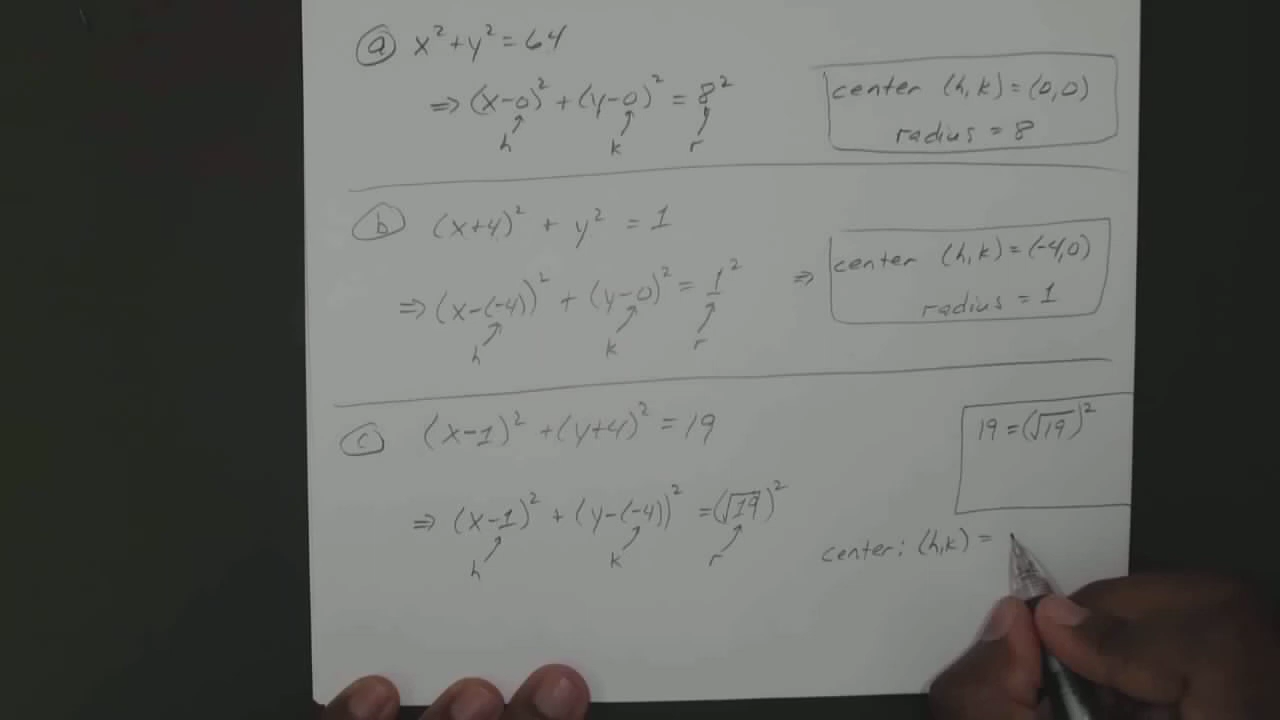 ⓐ x² + y² = 64
⇒ (x-0)² + (y-0)² = 8²
h k r
center (h,k) = (0,0)
radius = 8
ⓑ (x+4)² + y² = 1
⇒ (x-(-4))² + (y-0)² = 1² ⇒
h k r
center (h,k) = (-4,0)
radius = 1
ⓒ (x-1)² + (y+4)² = 19
19 = (√19)²
⇒ (x-1)² + (y-(-4))² = (√19)²
h k r
center: (h,k) =